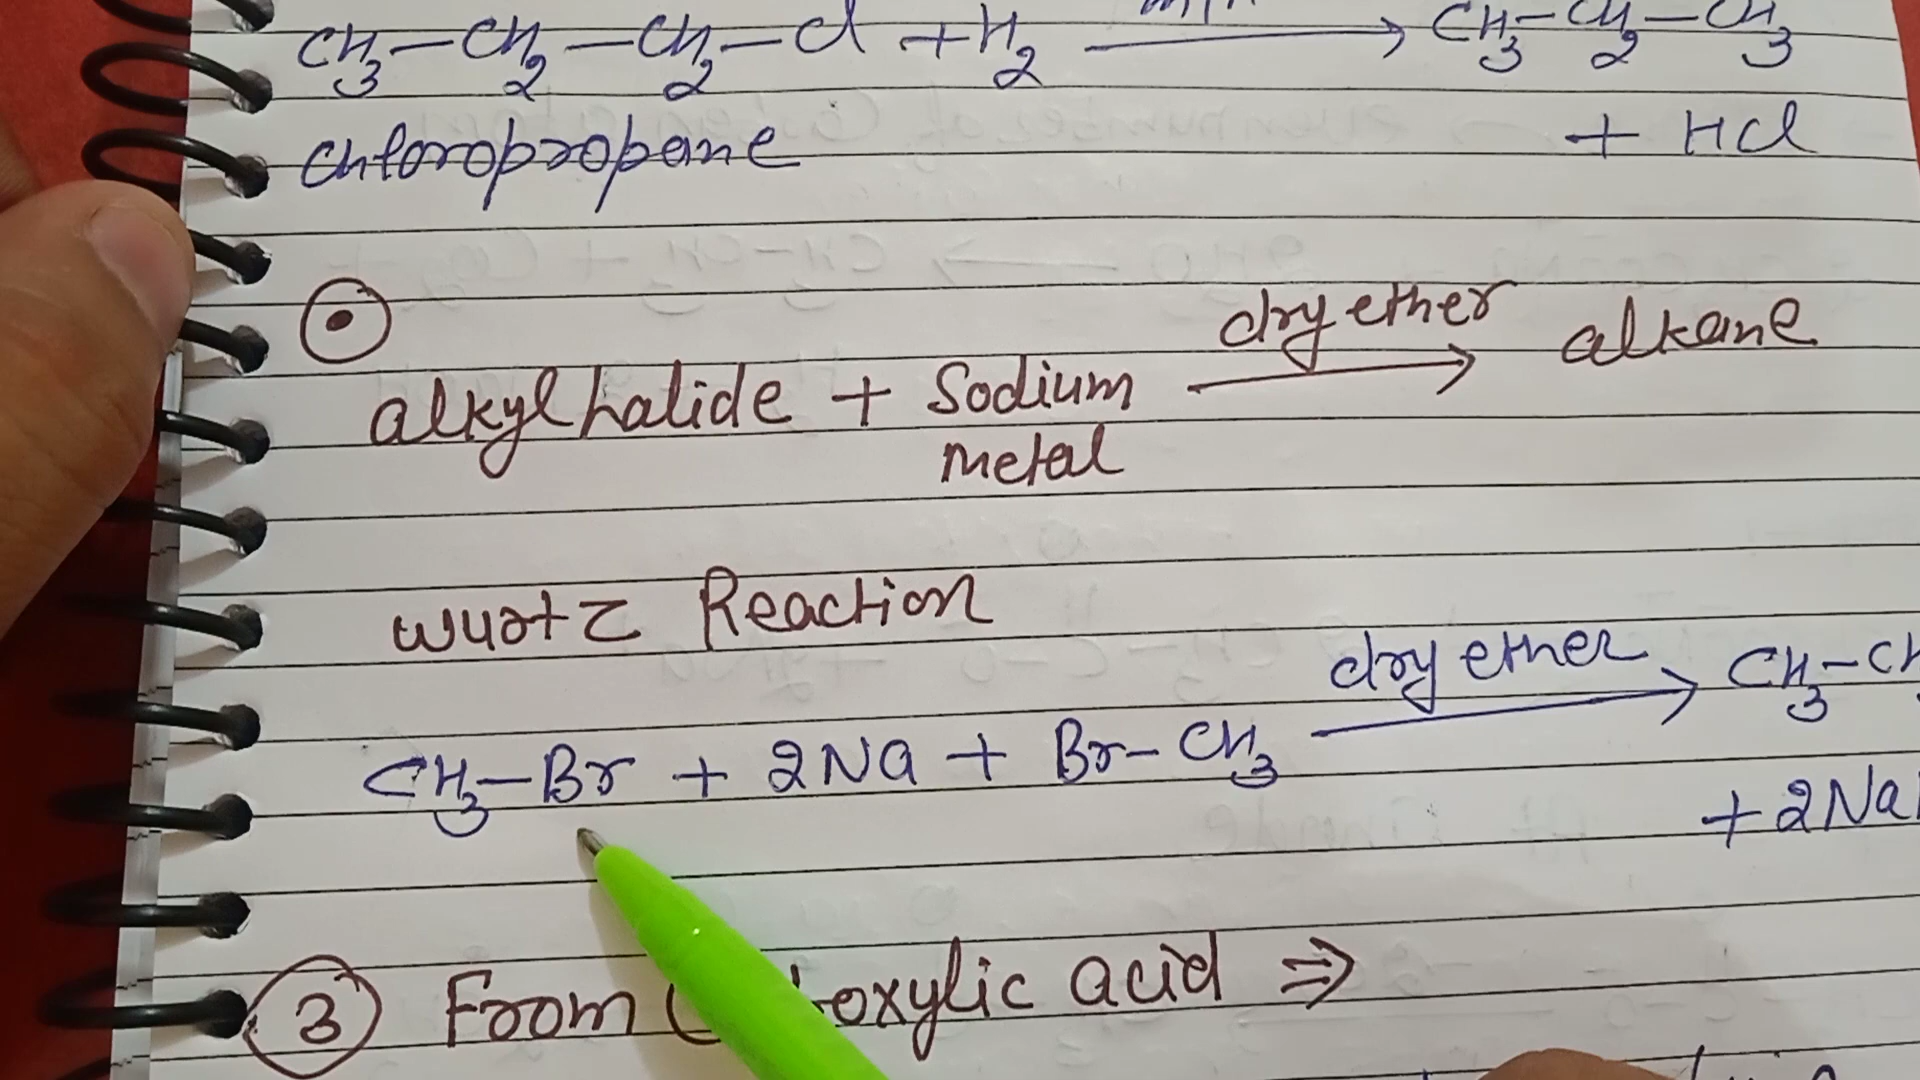 CH₃-CH₂-CH₂-Cl + H₂ → CH₃-CH₂-CH₃
chloropropane + HCl
dry ether
alkyl halide + Sodium → alkane
metal
wurtz Reaction
dry ether
CH₃-Br + 2Na + Br-CH₃ → CH₃-CH
+ 2Na
3 From oxylic acid ⇒